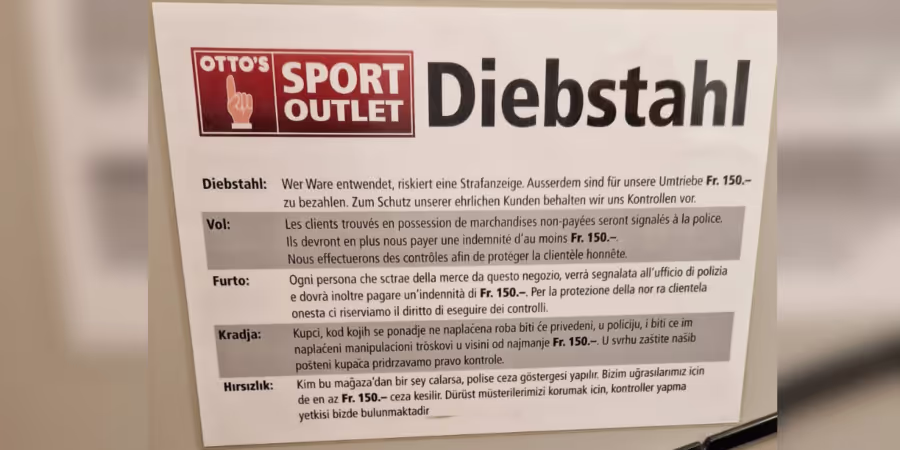 OTTO'S
SPORT
OUTLET
Diebstahl
Diebstahl: Wer Ware entwendet, riskiert eine Strafanzeige. Ausserdem sind für unsere Umtriebe Fr. 150.–
zu bezahlen. Zum Schutz unserer ehrlichen Kunden behalten wir uns Kontrollen vor.
Vol: Les clients trouvés en possession de marchandises non-payées seront signalés à la police.
Ils devront en plus nous payer une indemnité d'au moins Fr. 150.–.
Nous effectuerons des contrôles afin de protéger la clientèle honnête.
Furto: Ogni persona che sctrae della merce da questo negozio, verrà segnalata all'ufficio di polizia
e dovrà inoltre pagare un'indennità di Fr. 150.–. Per la protezione della nor ra clientela
onesta ci riserviamo il diritto di eseguire dei controlli.
Kradja: Kupci, kod kojih se ponadje ne naplaćena roba biti će privedeni, u policiju, i biti ce im
naplaćeni manipulacioni tröskovi u visini od najmanje Fr. 150.–. U svrhu zaštite našib
pošteni kupača pridrzavamo pravo kontrole.
Hırsızlık: Kim bu mağaza'dan bir sey calarsa, polise ceza göstergesi yapılır. Bizim uğrasilarımız icin
de en az Fr. 150.– ceza kesilir. Dürüst müsterilerimizi korumak icin, kontroller yapma
yetkisi bizde bulunmaktadir